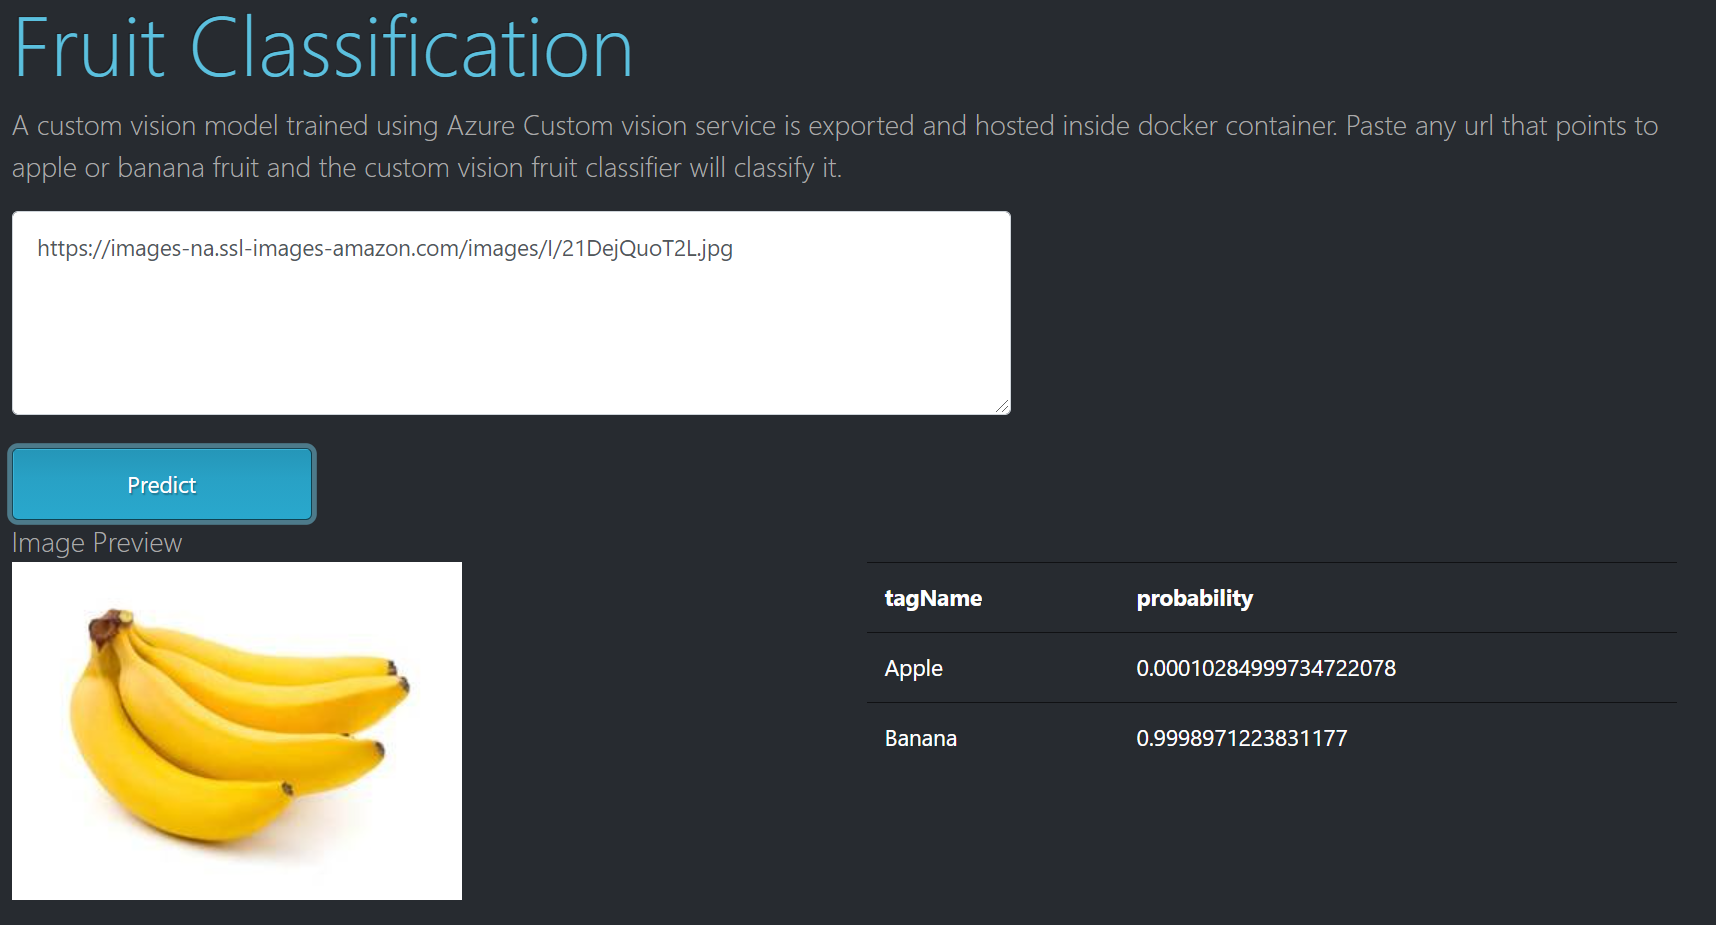 Fruit Classification
A custom vision model trained using Azure Custom vision service is exported and hosted inside docker container. Paste any url that points to
apple or banana fruit and the custom vision fruit classifier will classify it.
https://images-na.ssl-images-amazon.com/images/I/21DejQuoT2L.jpg
Predict
Image Preview
tagName probability
Apple 0.00010284999734722078
Banana 0.9998971223831177